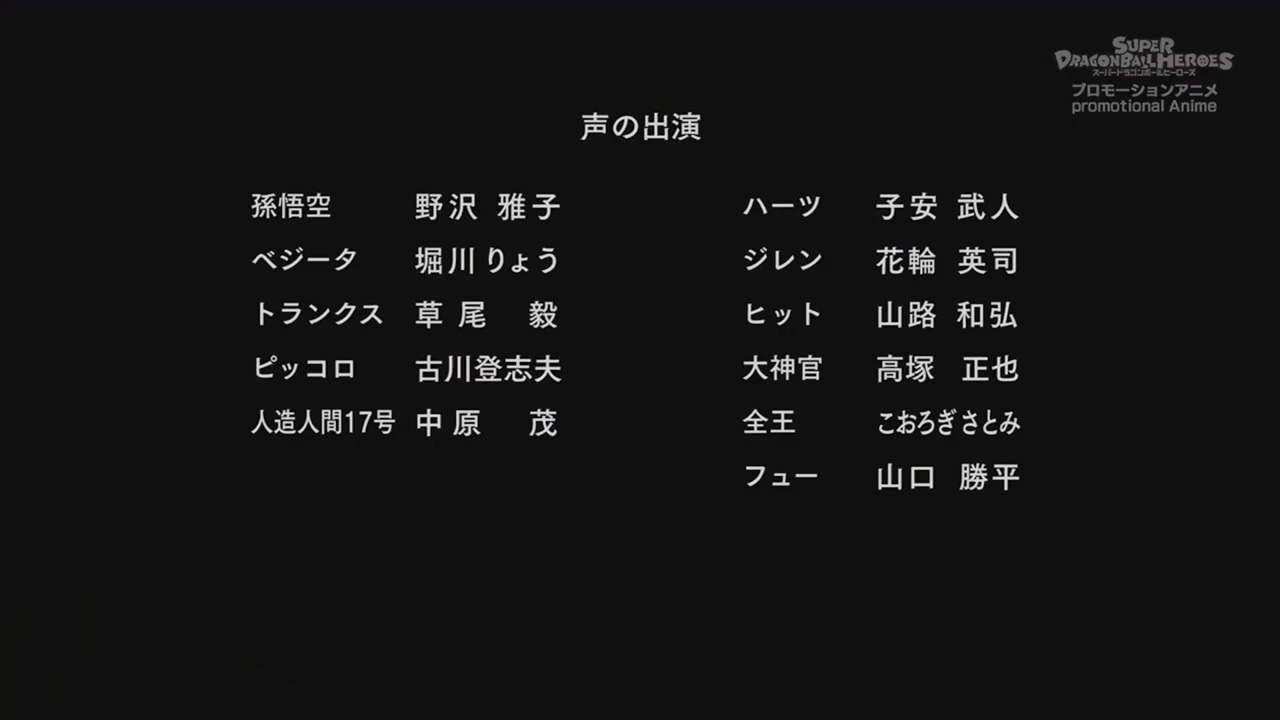 SUPER
DRAGONBALL HEROES
スーパードラゴンボールヒーローズ
プロモーションアニメ
promotional Anime
声の出演
孫悟空 野沢 雅子
ベジータ 堀川りょう
トランクス 草尾 毅
ピッコロ 古川登志夫
人造人間17号 中原 茂
ハーツ 子安 武人
ジレン 花輪 英司
ヒット 山路 和弘
大神官 高塚 正也
全王 こおろぎさとみ
フュー 山口 勝平